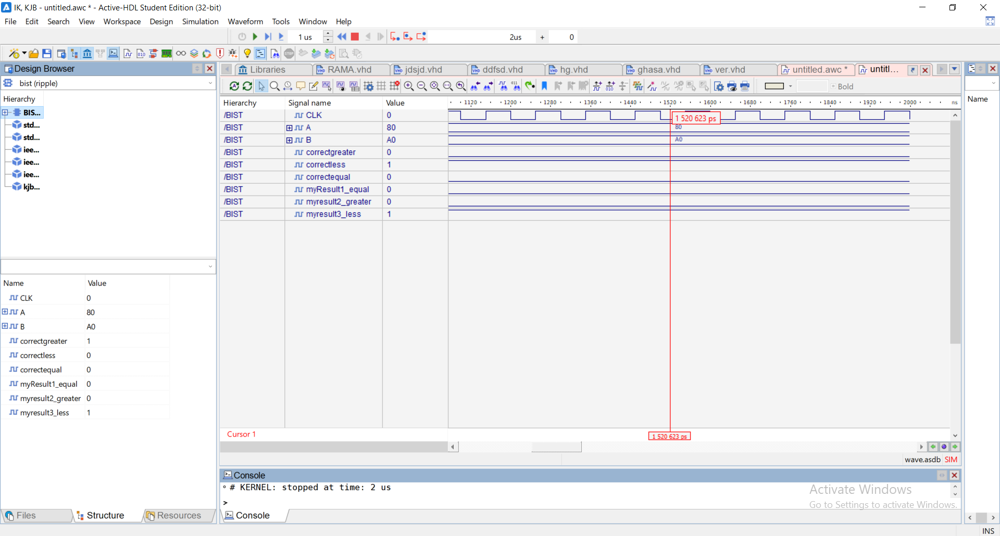 IK, KJB - untitled.awc * - Active-HDL Student Edition (32-bit)
File Edit Search View Workspace Design Simulation Waveform Tools Window Help
1 us 2us + 0
Design Browser
bist (ripple)
Hierarchy
BIS...
std...
std...
iee...
iee...
iee...
kjb...
Name Value
CLK 0
A 80
B A0
correctgreater 1
correctless 0
correctequal 0
myResult1_equal 0
myresult2_greater 0
myresult3_less 1
Files Structure Resources
Libraries RAMA.vhd jdsjd.vhd ddfsd.vhd hg.vhd ghasa.vhd ver.vhd untitled.awc * untitl...
Bold
Hierarchy Signal name Value 1120 1200 1280 1360 1440 1520 1600 1680 1760 1840 1920 2000 ns
/BIST CLK 0 1 520 623 ps
/BIST A 80 80
/BIST B A0 A0
/BIST correctgreater 0
/BIST correctless 1
/BIST correctequal 0
/BIST myResult1_equal 0
/BIST myresult2_greater 0
/BIST myresult3_less 1
Cursor 1 1 520 623 ps
wave.asdb SIM
Console
# KERNEL: stopped at time: 2 us
>
Console
Name
Activate Windows
Go to Settings to activate Windows.
INS